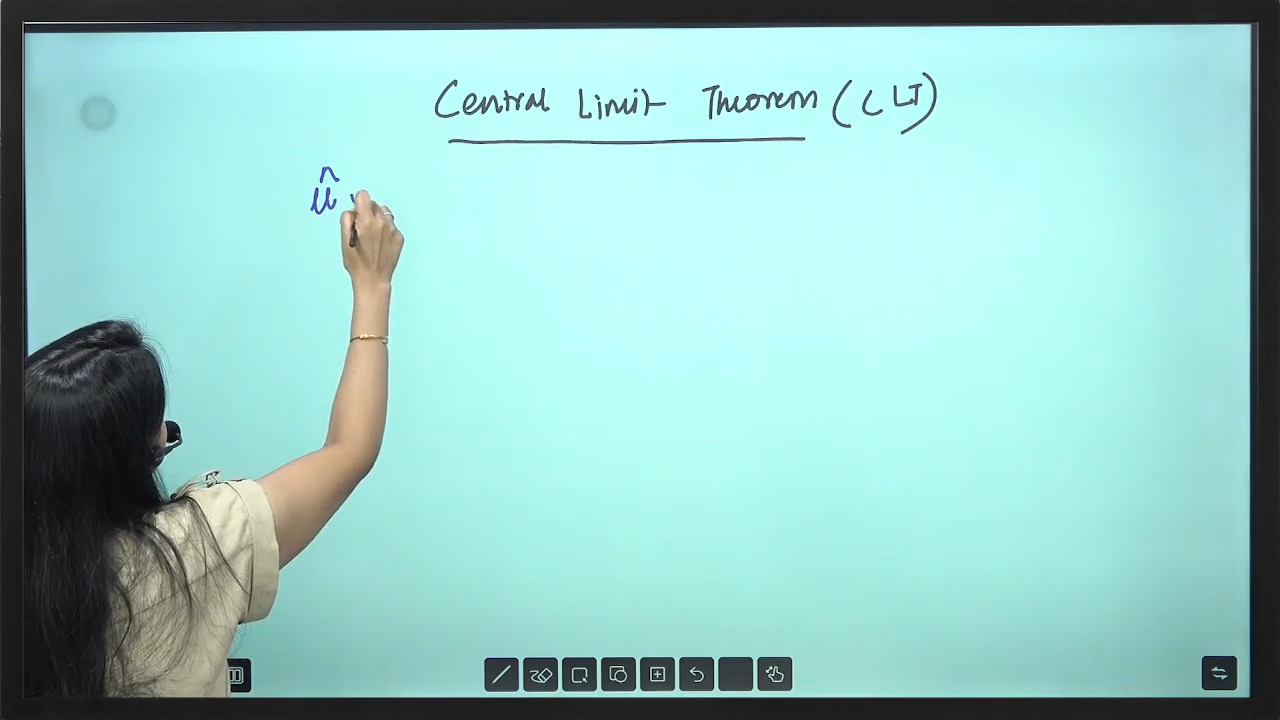 Central Limit Theorem (CLT)
μ̂